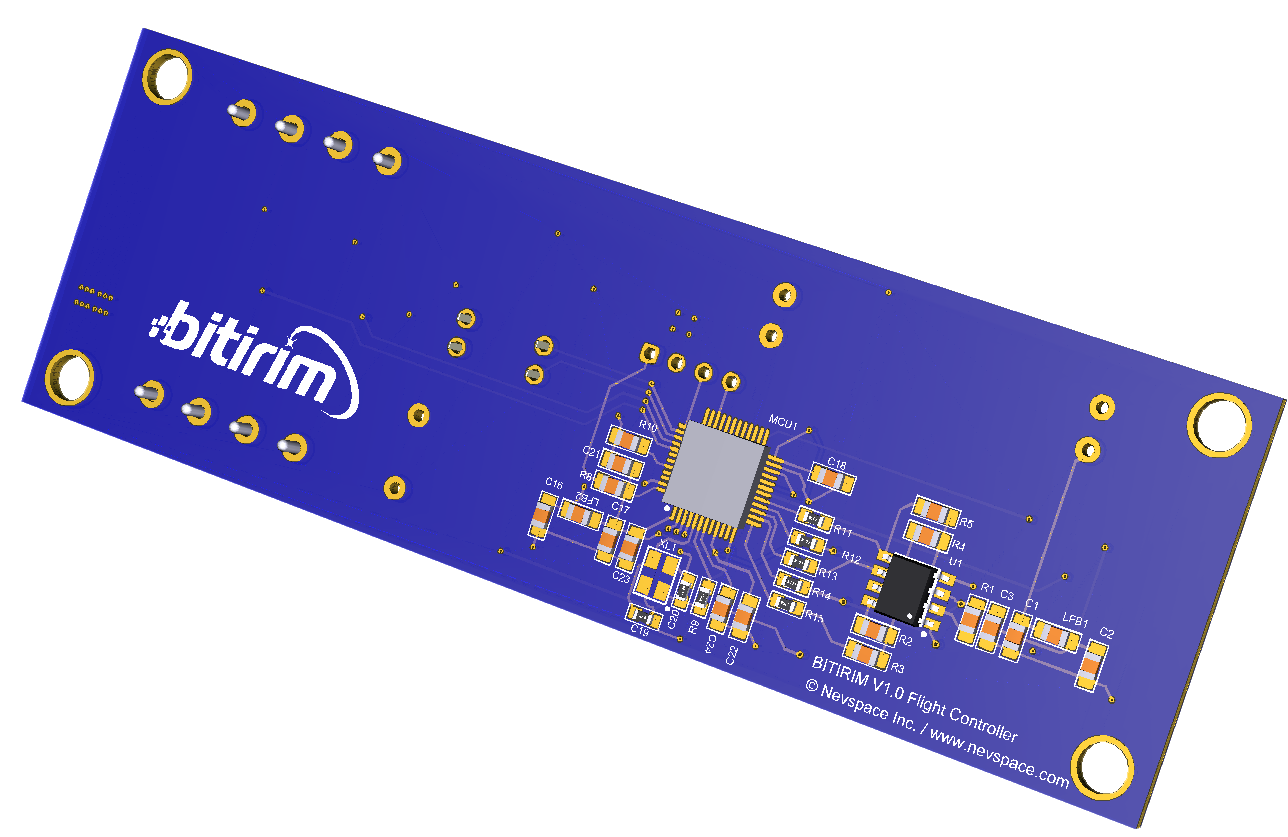 bitirim
MCU1
R10
C21
R8
C16
LFB2
C17
C18
R11
R12
R13
R14
R15
R5
R4
U1
C23
XL1
C20
R9
C19
C24
C22
R2
R3
R1
C3
C1
LFB1
C2
BITIRIM V1.0 Flight Controller
© Nevspace Inc. / www.nevspace.com